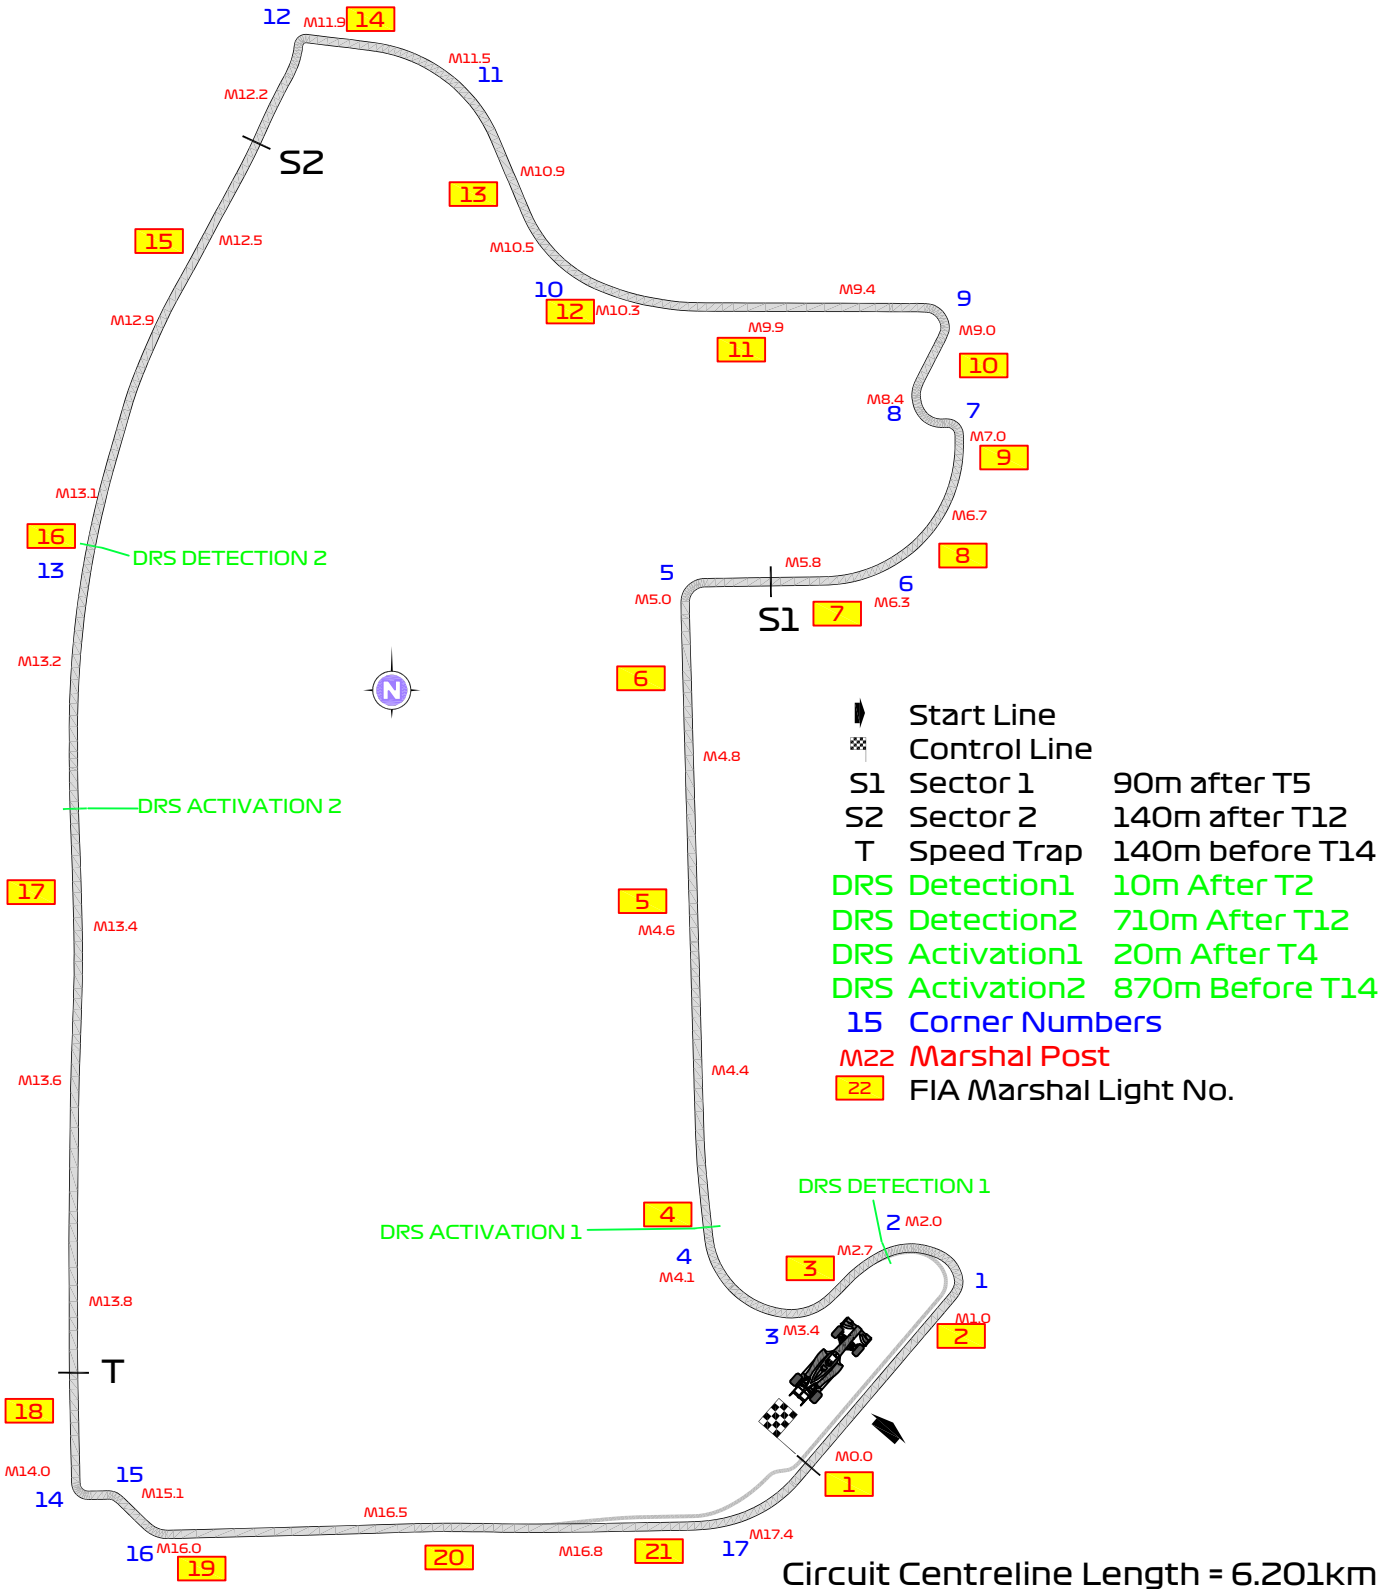 12
M11.9
14
M11.5
11
M12.2
S2
M10.9
13
15
M12.5
M10.5
10
12
M10.3
M9.4
9
M9.9
11
M9.0
10
M12.9
M8.4
8
7
M7.0
9
M13.1
16
13
DRS DETECTION 2
M6.7
8
5
M5.0
M5.8
S1
7
6
M6.3
M13.2
6
N
M4.8
Start Line
Control Line
S1 Sector 1 90m after T5
S2 Sector 2 140m after T12
T Speed Trap 140m before T14
DRS Detection1 10m After T2
DRS Detection2 710m After T12
DRS Activation1 20m After T4
DRS Activation2 870m Before T14
15 Corner Numbers
M22 Marshal Post
22 FIA Marshal Light No.
DRS ACTIVATION 2
17
M13.4
5
M4.6
M13.6
M4.4
DRS DETECTION 1
4
DRS ACTIVATION 1
2
M2.0
M2.7
4
M4.1
3
1
M1.0
2
3
M3.4
M13.8
T
18
M14.0
14
15
M15.1
M0.0
1
M16.5
16
M16.0
19
20
M16.8
21
17
M17.4
Circuit Centreline Length = 6.201km